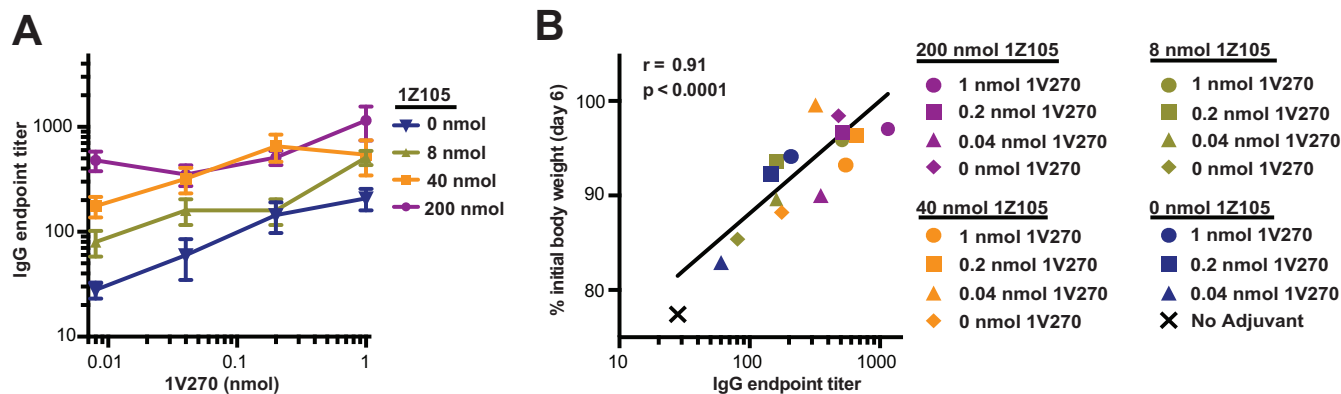 A
IgG endpoint titer
1000
100
10
0.01
0.1
1
1V270 (nmol)
1Z105
0 nmol
8 nmol
40 nmol
200 nmol
B
r = 0.91
p < 0.0001
% initial body weight (day 6)
100
90
80
10
100
1000
IgG endpoint titer
200 nmol 1Z105
1 nmol 1V270
0.2 nmol 1V270
0.04 nmol 1V270
0 nmol 1V270
40 nmol 1Z105
1 nmol 1V270
0.2 nmol 1V270
0.04 nmol 1V270
0 nmol 1V270
8 nmol 1Z105
1 nmol 1V270
0.2 nmol 1V270
0.04 nmol 1V270
0 nmol 1V270
0 nmol 1Z105
1 nmol 1V270
0.2 nmol 1V270
0.04 nmol 1V270
No Adjuvant